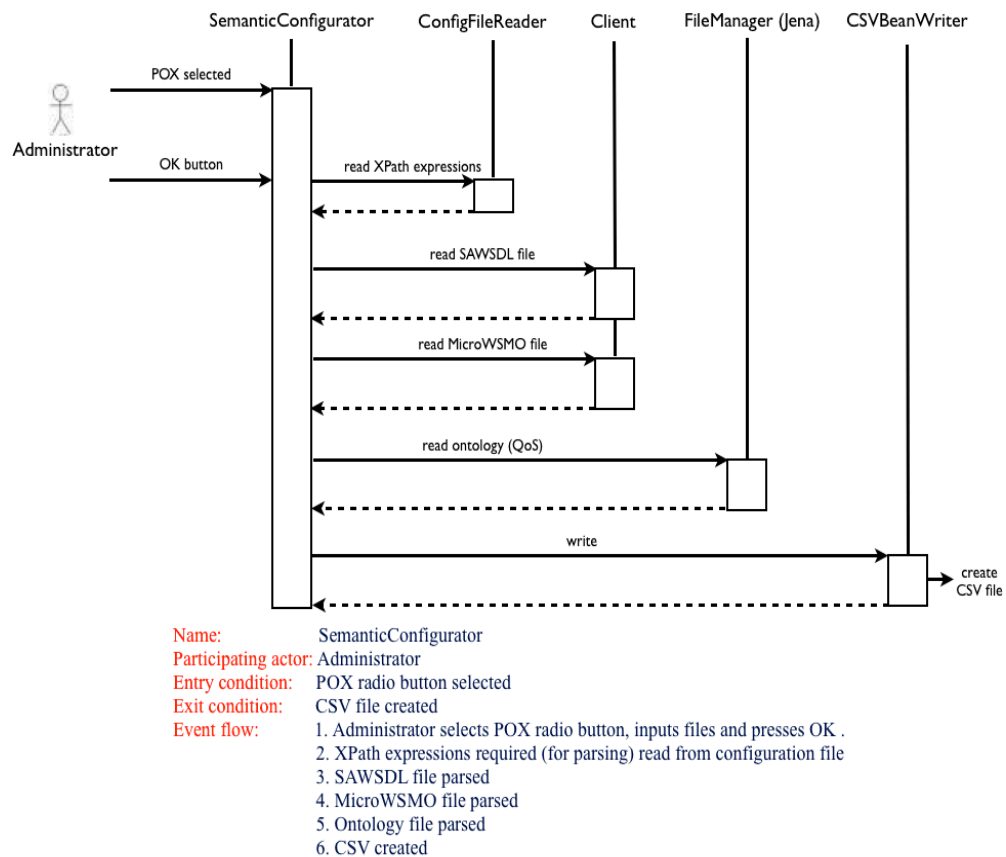 SemanticConfigurator
ConfigFileReader
Client
FileManager (Jena)
CSVBeanWriter
POX selected
Administrator
OK button
read XPath expressions
read SAWSDL file
read MicroWSMO file
read ontology (QoS)
write
create
CSV file
Name: SemanticConfigurator
Participating actor: Administrator
Entry condition: POX radio button selected
Exit condition: CSV file created
Event flow: 1. Administrator selects POX radio button, inputs files and presses OK .
2. XPath expressions required (for parsing) read from configuration file
3. SAWSDL file parsed
4. MicroWSMO file parsed
5. Ontology file parsed
6. CSV created